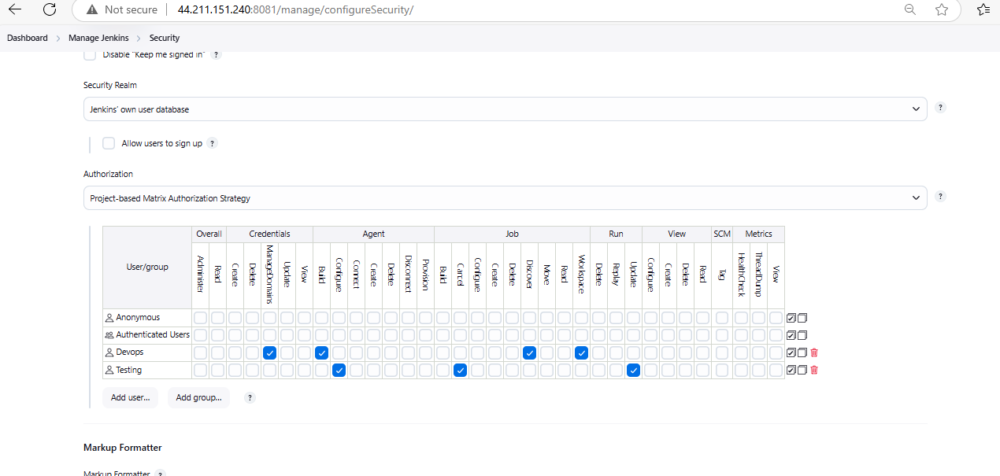 Not secure 44.211.151.240:8081/manage/configureSecurity/
Dashboard Manage Jenkins Security
Disable "Keep me signed in" ?
Security Realm
Jenkins' own user database ?
Allow users to sign up ?
Authorization
Project-based Matrix Authorization Strategy ?
User/group Overall Credentials Agent Job Run View SCM Metrics
Administer Read Create Delete ManageDomains Update View Build Configure Connect Create Delete Disconnect Provision Build Cancel Configure Create Delete Discover Move Read Workspace Delete Replay Update Configure Create Delete Read Tag HealthCheck ThreadDump View
Anonymous
Authenticated Users
Devops
Testing
Add user... Add group... ?
Markup Formatter
Markup Formatter ?